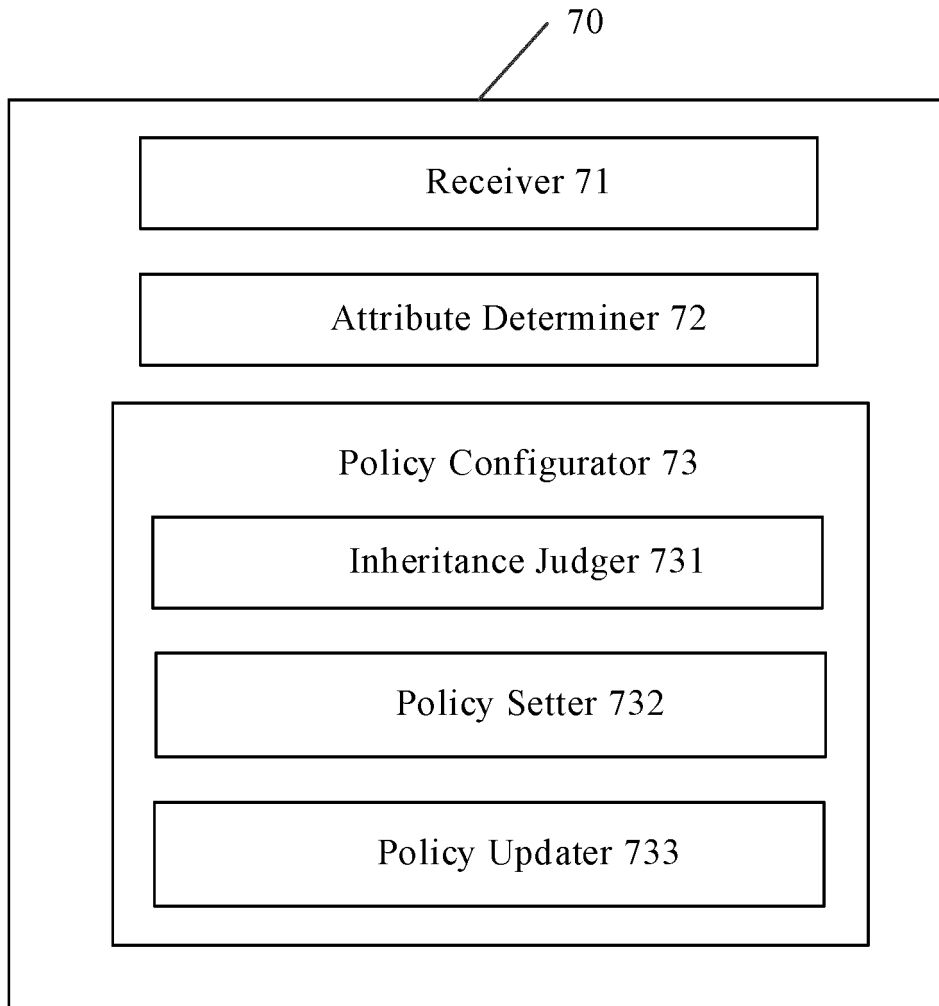 70
Receiver 71
Attribute Determiner 72
Policy Configurator 73
Inheritance Judger 731
Policy Setter 732
Policy Updater 733